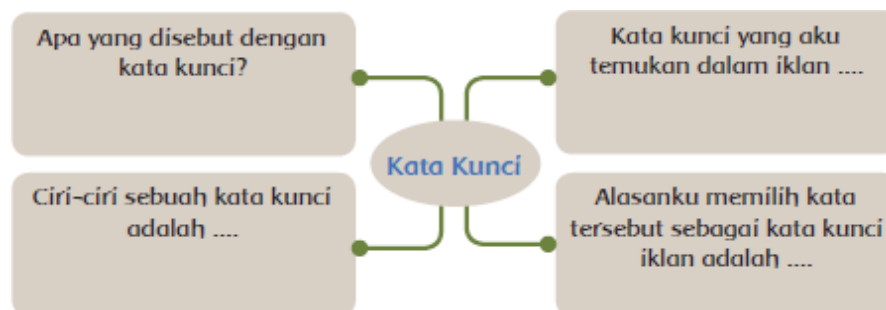 Apa yang disebut dengan
kata kunci?
Kata kunci yang aku
temukan dalam iklan ....
Kata Kunci
Ciri-ciri sebuah kata kunci
adalah ....
Alasanku memilih kata
tersebut sebagai kata kunci
iklan adalah ....